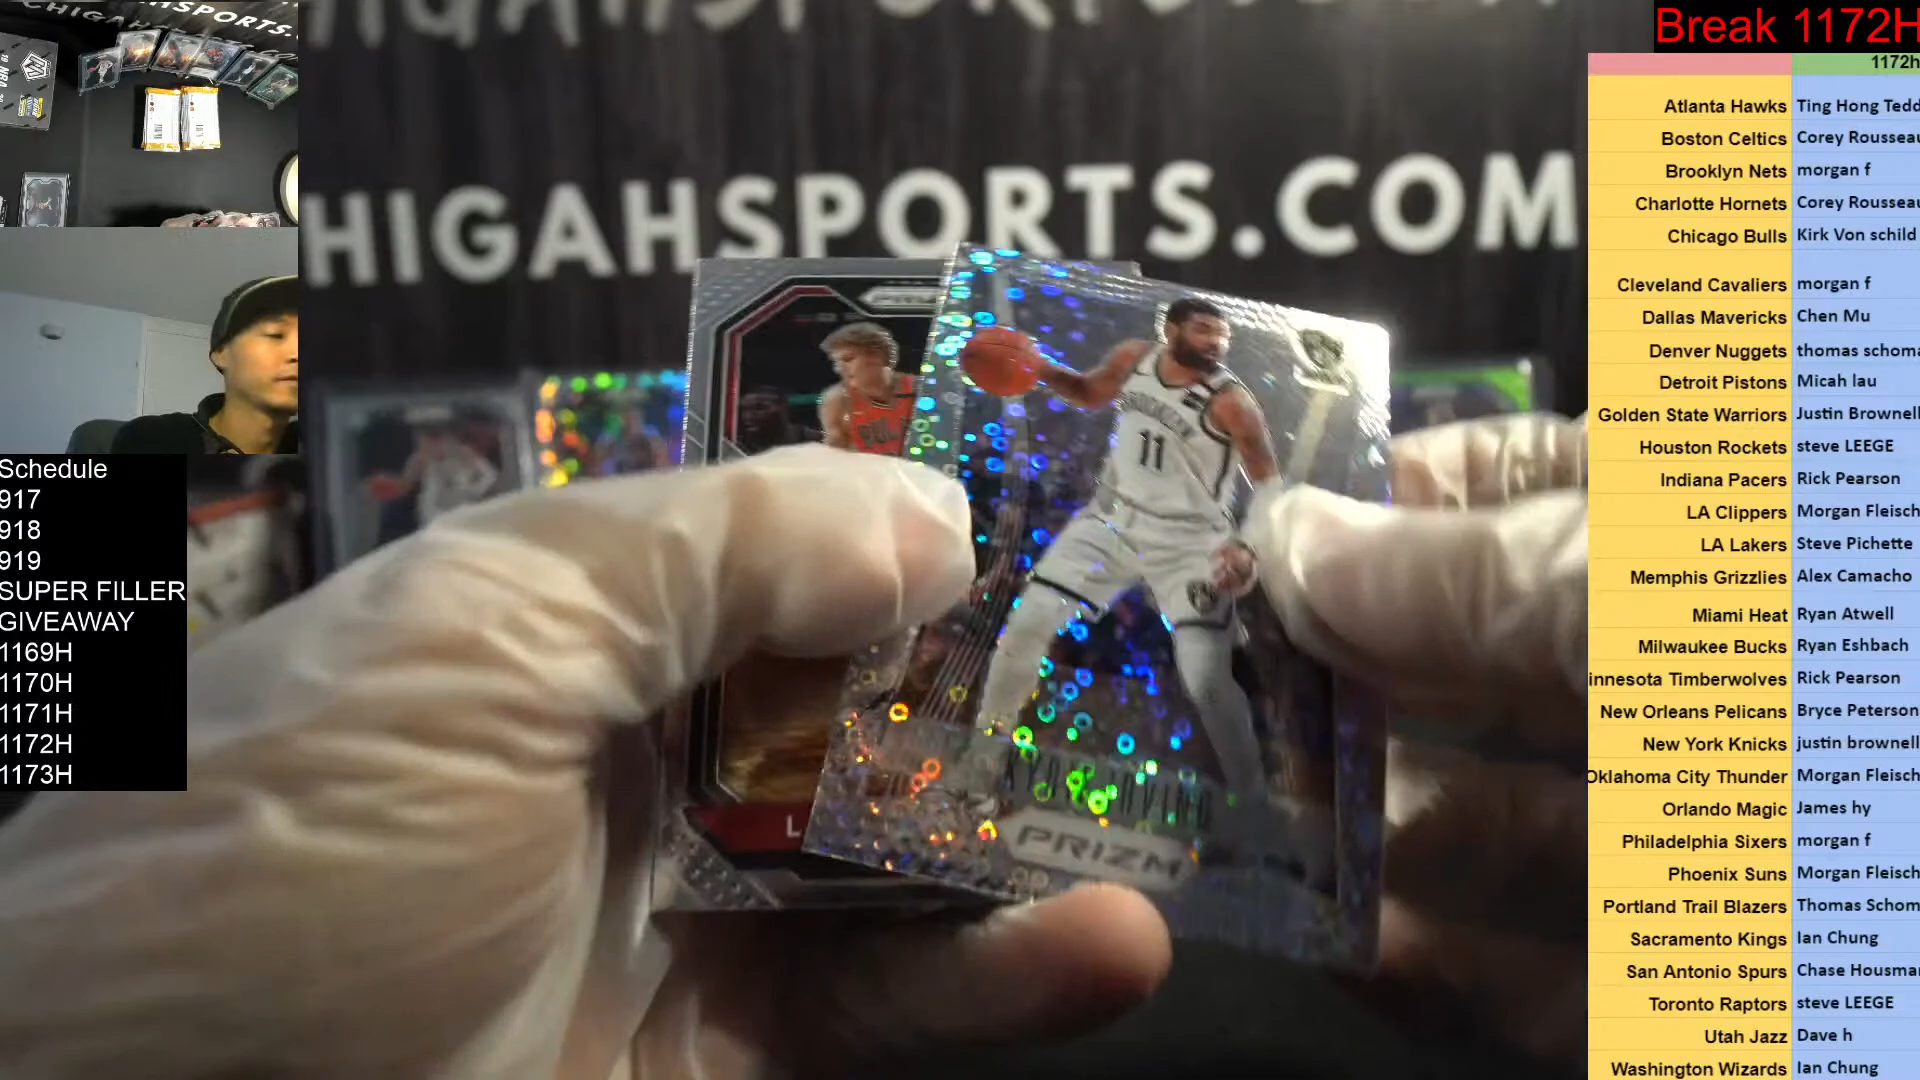 Break 1172H
1172h
HIGAHSPORTS.COM
SPORTS.
Schedule
917
918
919
SUPER FILLER
GIVEAWAY
1169H
1170H
1171H
1172H
1173H
11
KYRIE IRVING
PRIZM
L
Atlanta Hawks Ting Hong Tedd
Boston Celtics Corey Rousseau
Brooklyn Nets morgan f
Charlotte Hornets Corey Rousseau
Chicago Bulls Kirk Von schild
Cleveland Cavaliers morgan f
Dallas Mavericks Chen Mu
Denver Nuggets thomas schoma
Detroit Pistons Micah lau
Golden State Warriors Justin Brownell
Houston Rockets steve LEEGE
Indiana Pacers Rick Pearson
LA Clippers Morgan Fleisch
LA Lakers Steve Pichette
Memphis Grizzlies Alex Camacho
Miami Heat Ryan Atwell
Milwaukee Bucks Ryan Eshbach
innesota Timberwolves Rick Pearson
New Orleans Pelicans Bryce Peterson
New York Knicks justin brownell
Oklahoma City Thunder Morgan Fleisch
Orlando Magic James hy
Philadelphia Sixers morgan f
Phoenix Suns Morgan Fleisch
Portland Trail Blazers Thomas Schom
Sacramento Kings Ian Chung
San Antonio Spurs Chase Housman
Toronto Raptors steve LEEGE
Utah Jazz Dave h
Washington Wizards Ian Chung